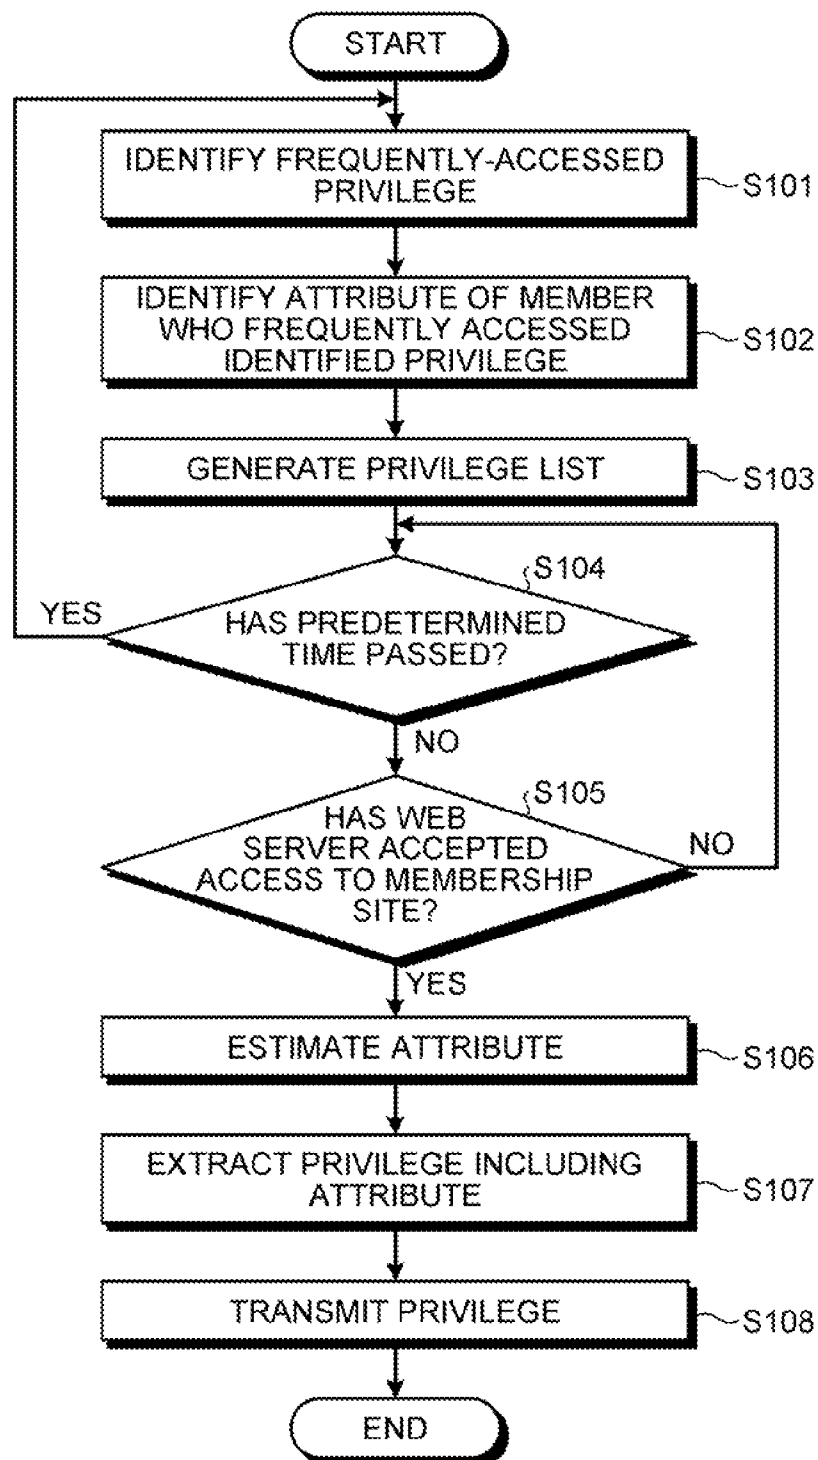 START
IDENTIFY FREQUENTLY-ACCESSED
PRIVILEGE
S101
IDENTIFY ATTRIBUTE OF MEMBER
WHO FREQUENTLY ACCESSED
IDENTIFIED PRIVILEGE
S102
GENERATE PRIVILEGE LIST
S103
S104
YES
HAS PREDETERMINED
TIME PASSED?
NO
S105
HAS WEB
SERVER ACCEPTED
ACCESS TO MEMBERSHIP
SITE?
NO
YES
ESTIMATE ATTRIBUTE
S106
EXTRACT PRIVILEGE INCLUDING
ATTRIBUTE
S107
TRANSMIT PRIVILEGE
S108
END